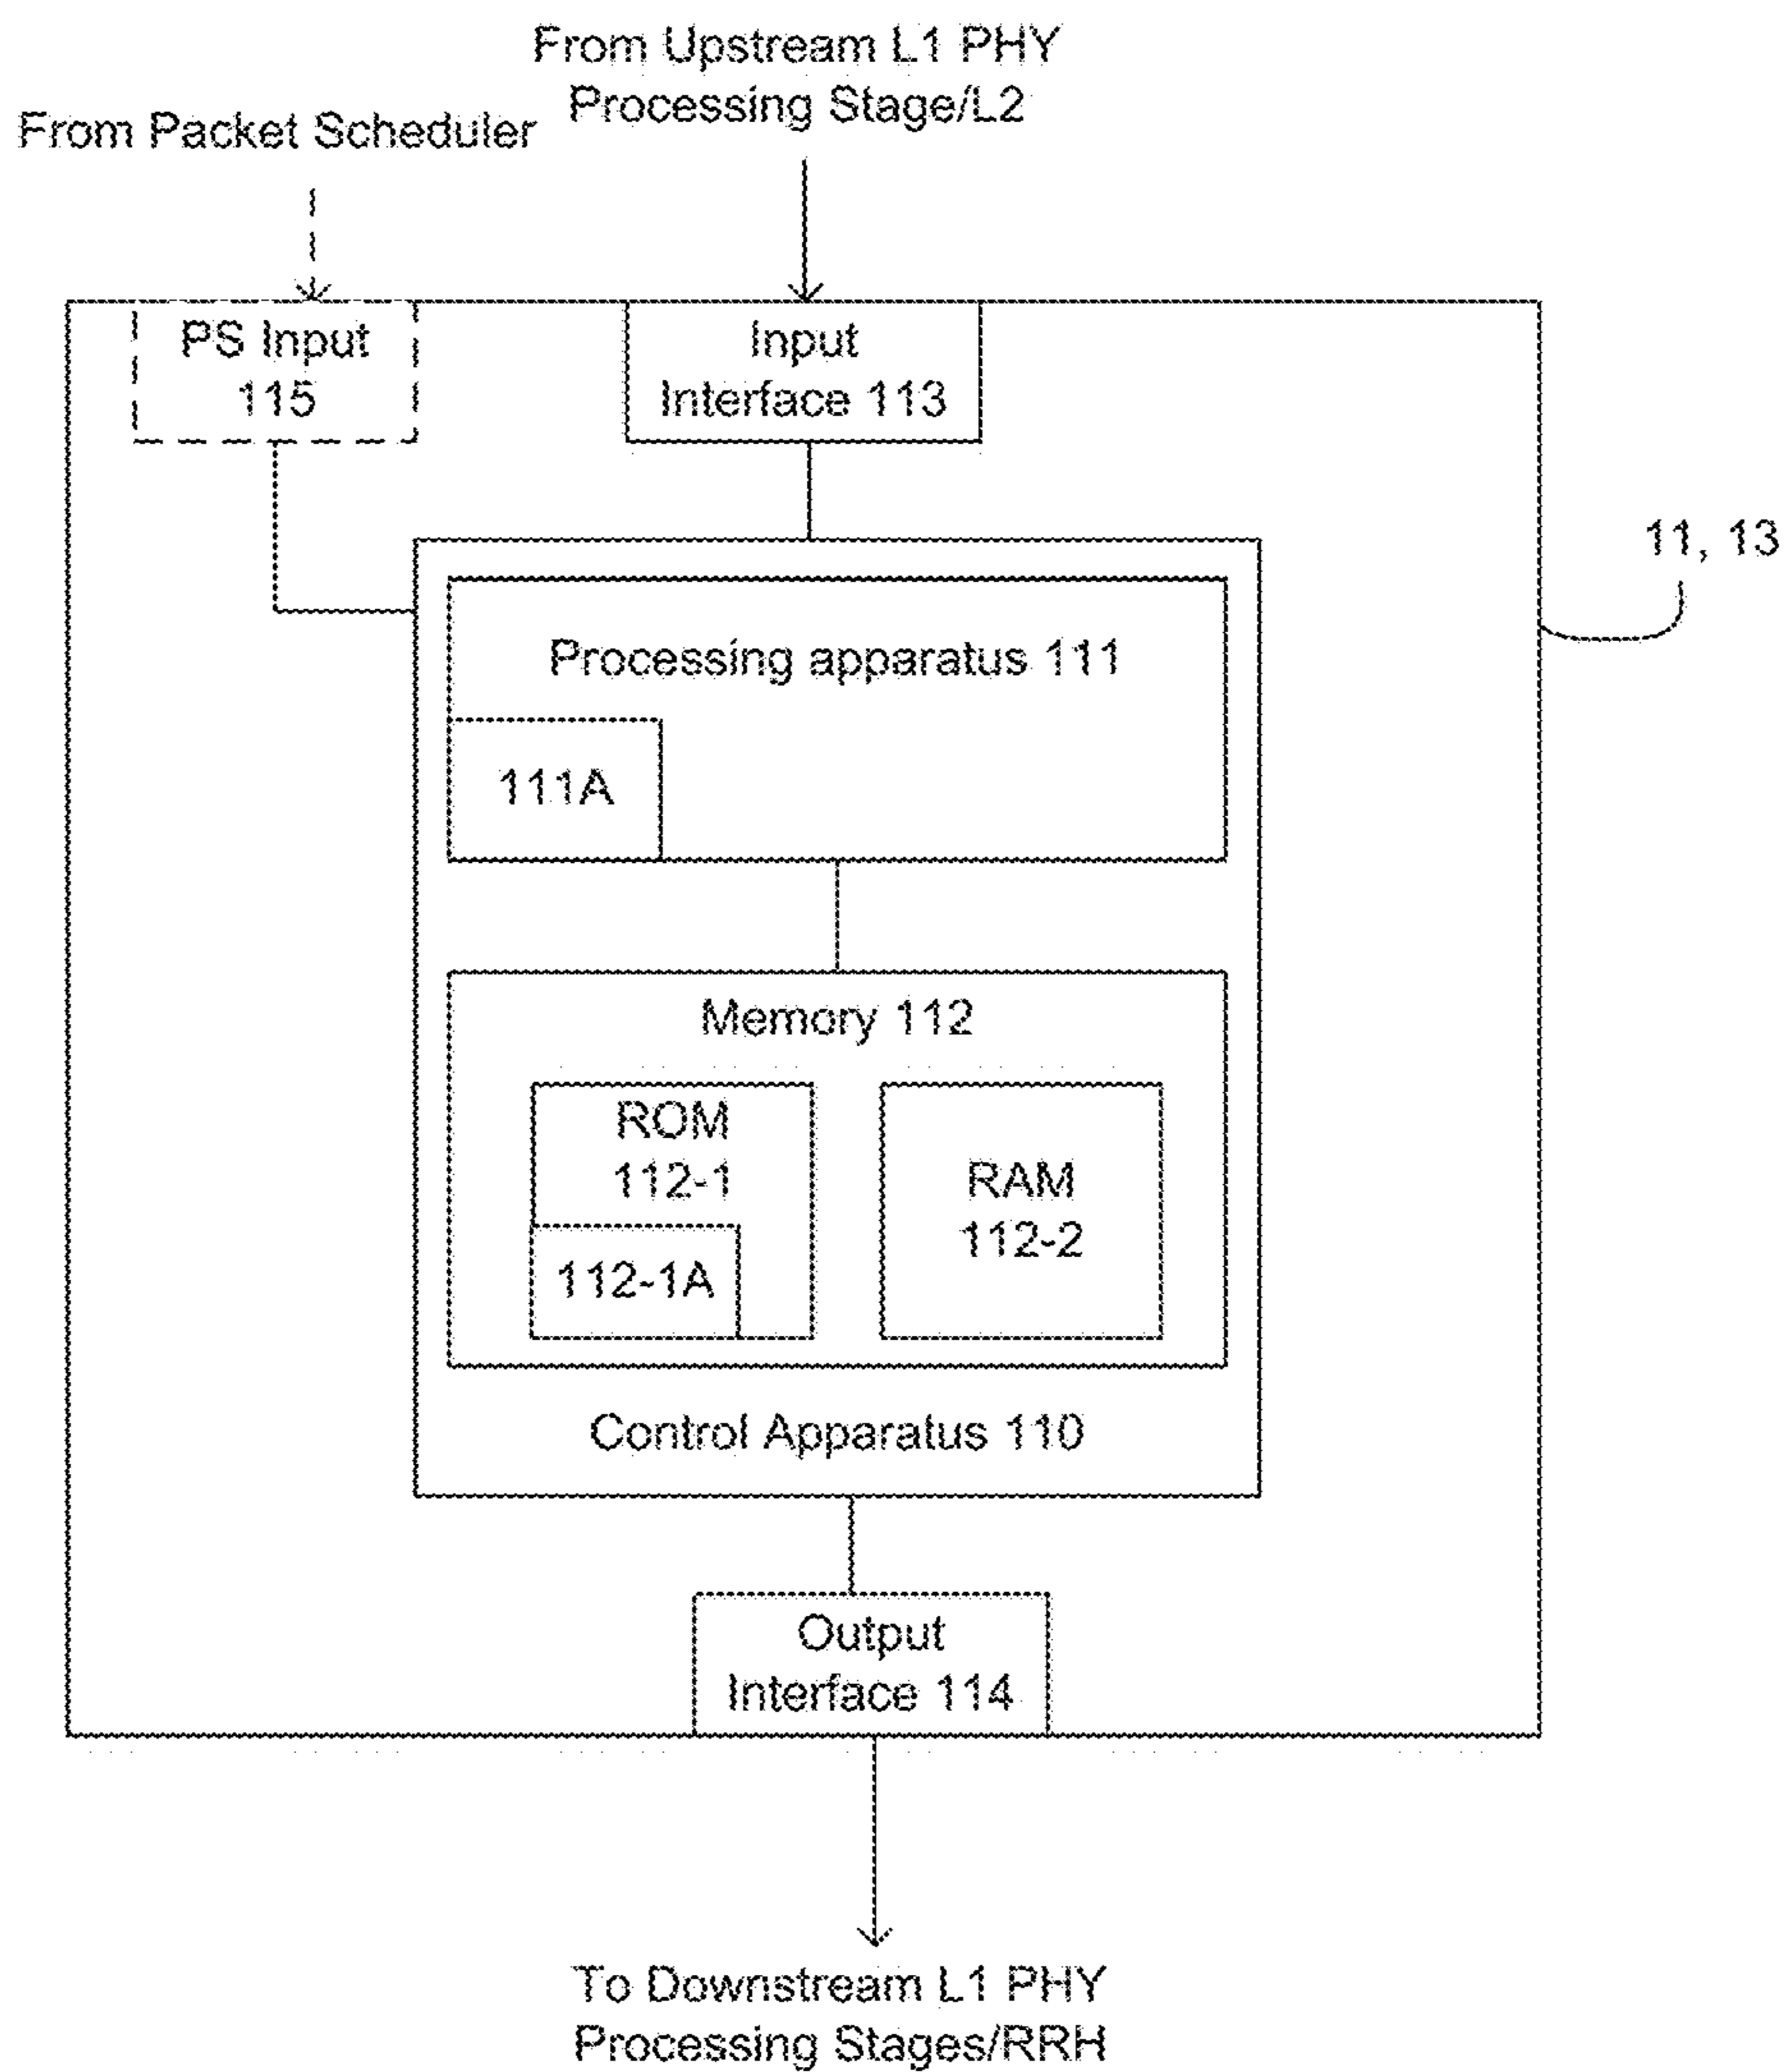 From Upstream L1 PHY
Processing Stage/L2
From Packet Scheduler
PS Input
115
Input
Interface 113
11, 13
Processing apparatus 111
111A
Memory 112
ROM
112-1
112-1A
RAM
112-2
Control Apparatus 110
Output
Interface 114
To Downstream L1 PHY
Processing Stages/RRH